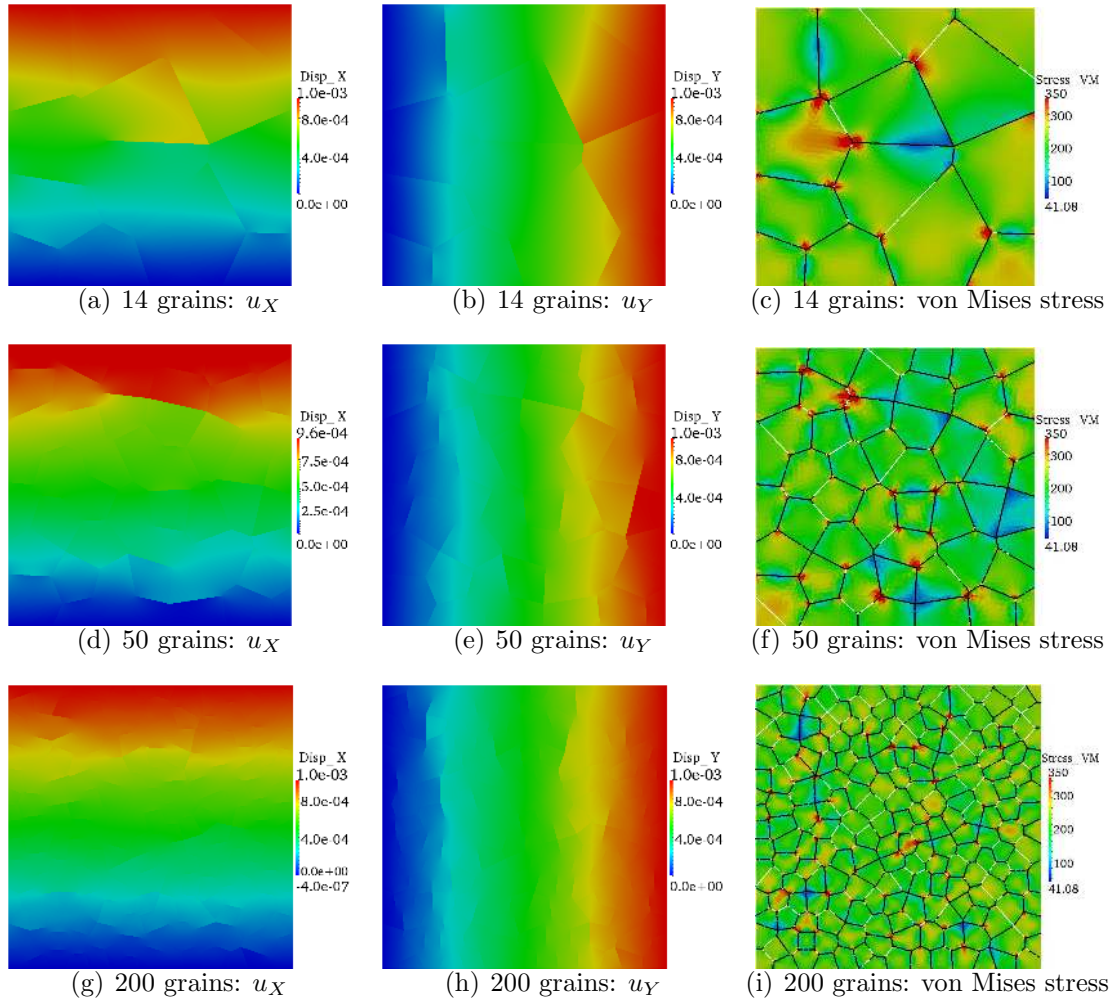 Disp_X
1.0e-03
8.0e-04
4.0e-04
0.0e+00
(a) 14 grains: u_X
Disp_Y
1.0e-03
8.0e-04
4.0e-04
0.0e+00
(b) 14 grains: u_Y
Stress_VM
350
300
200
100
41.08
(c) 14 grains: von Mises stress
Disp_X
9.6e-04
7.5e-04
5.0e-04
2.5e-04
0.0e+00
(d) 50 grains: u_X
Disp_Y
1.0e-03
8.0e-04
4.0e-04
0.0e+00
(e) 50 grains: u_Y
Stress_VM
350
300
200
100
41.08
(f) 50 grains: von Mises stress
Disp_X
1.0e-03
8.0e-04
4.0e-04
0.0e+00
-4.0e-07
(g) 200 grains: u_X
Disp_Y
1.0e-03
8.0e-04
4.0e-04
0.0e+00
(h) 200 grains: u_Y
Stress_VM
350
300
200
100
41.08
(i) 200 grains: von Mises stress